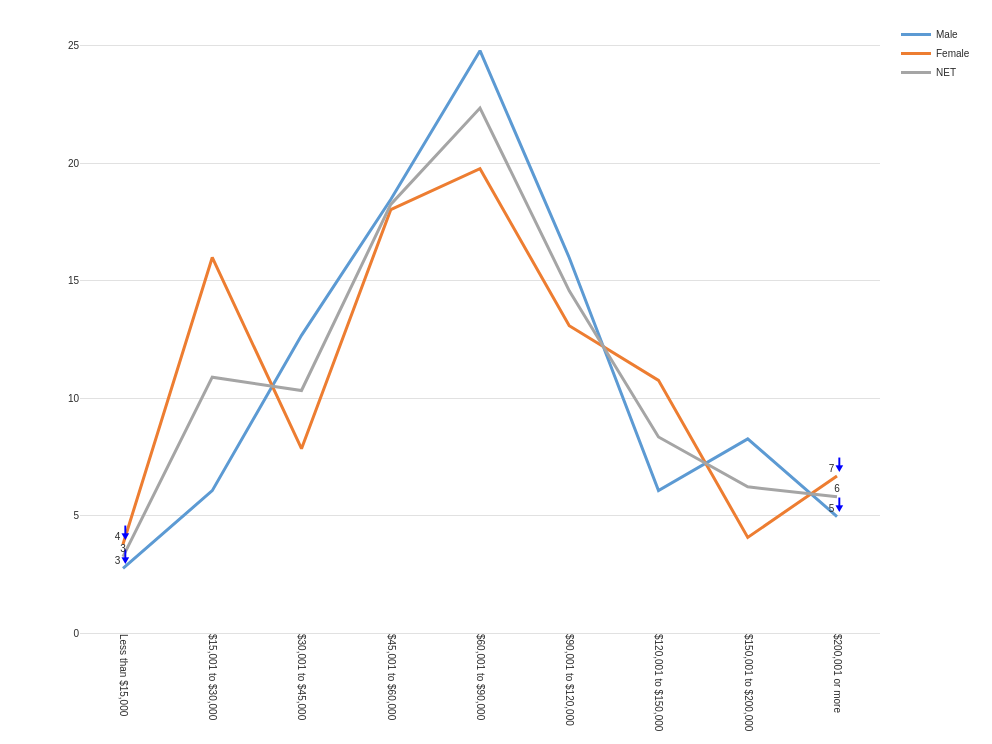 25
20
15
10
5
0
Male
Female
NET
4
3
3
7
6
5
Less than $15,000
$15,001 to $30,000
$30,001 to $45,000
$45,001 to $60,000
$60,001 to $90,000
$90,001 to $120,000
$120,001 to $150,000
$150,001 to $200,000
$200,001 or more